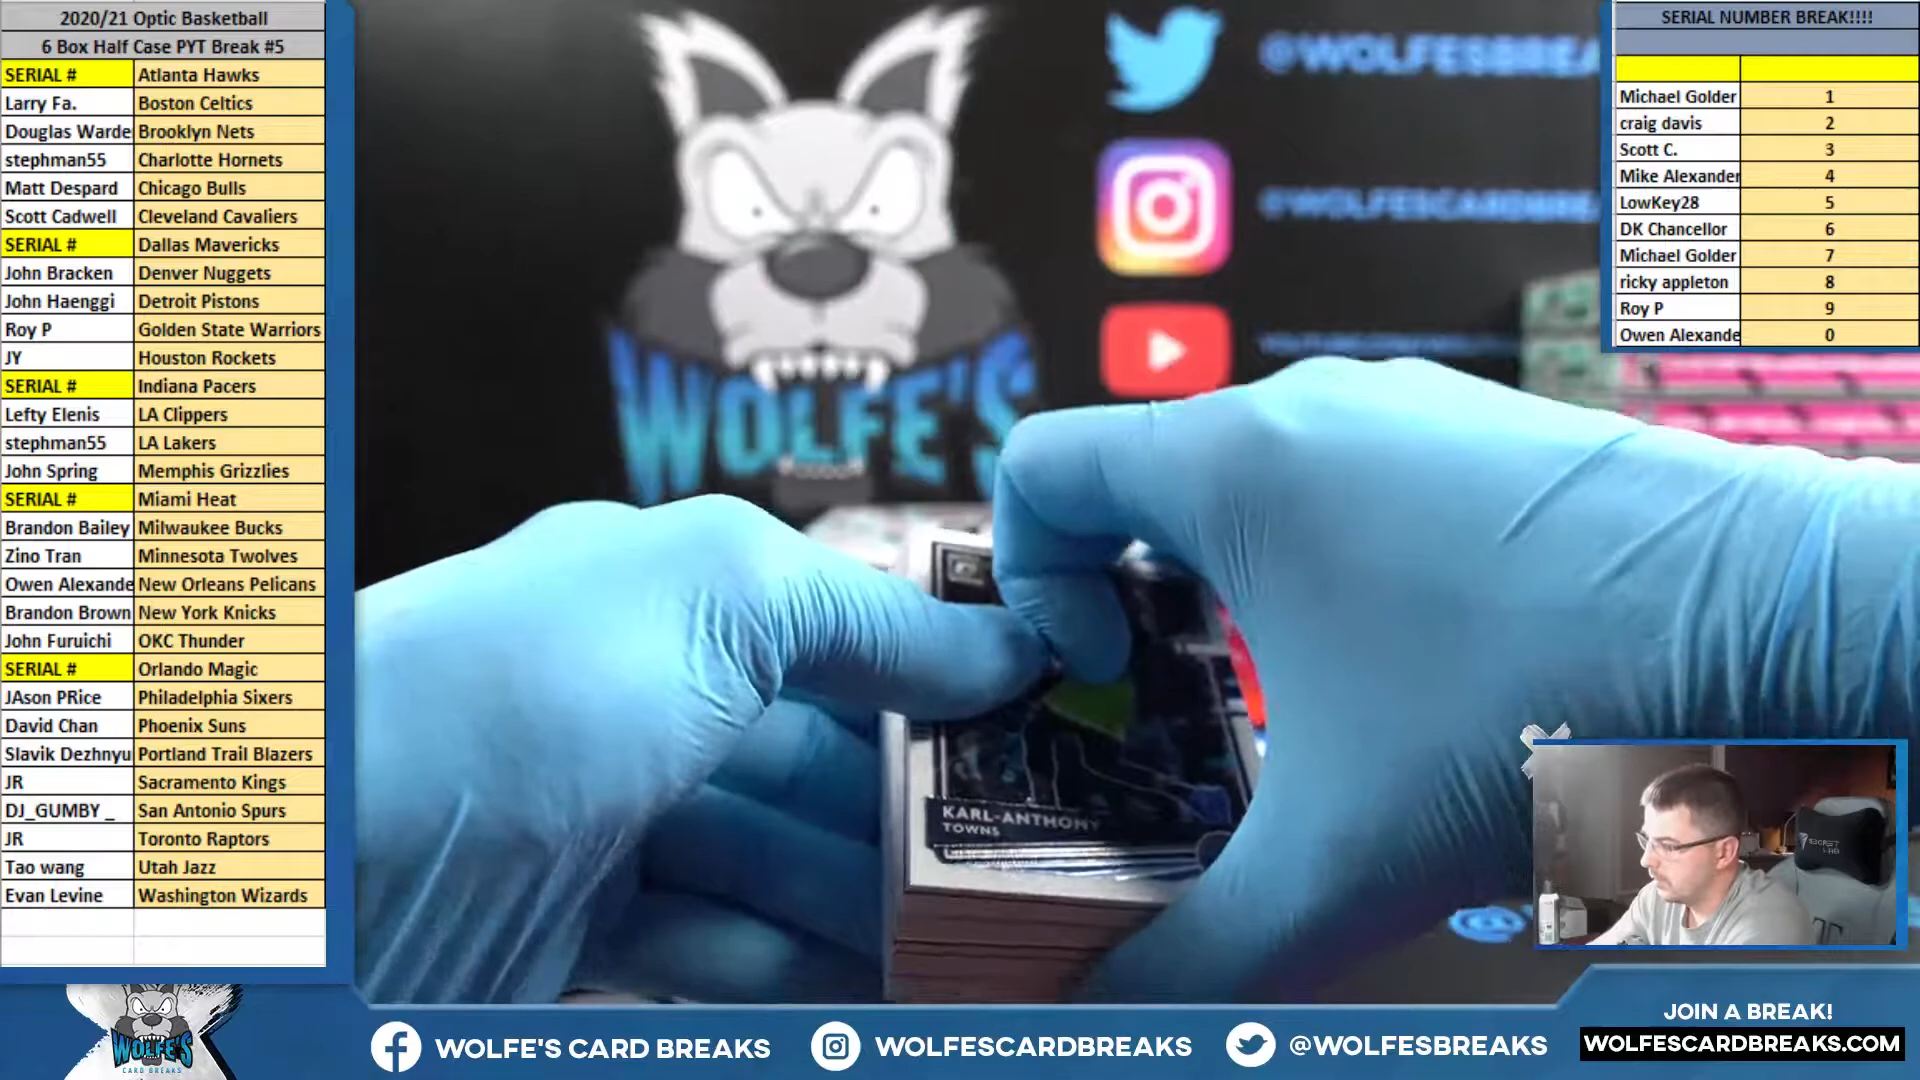 2020/21 Optic Basketball
6 Box Half Case PYT Break #5
SERIAL # Atlanta Hawks
Larry Fa. Boston Celtics
Douglas Warde Brooklyn Nets
stephman55 Charlotte Hornets
Matt Despard Chicago Bulls
Scott Cadwell Cleveland Cavaliers
SERIAL # Dallas Mavericks
John Bracken Denver Nuggets
John Haenggi Detroit Pistons
Roy P Golden State Warriors
JY Houston Rockets
SERIAL # Indiana Pacers
Lefty Elenis LA Clippers
stephman55 LA Lakers
John Spring Memphis Grizzlies
SERIAL # Miami Heat
Brandon Bailey Milwaukee Bucks
Zino Tran Minnesota Twolves
Owen Alexande New Orleans Pelicans
Brandon Brown New York Knicks
John Furuichi OKC Thunder
SERIAL # Orlando Magic
JAson PRice Philadelphia Sixers
David Chan Phoenix Suns
Slavik Dezhnyu Portland Trail Blazers
JR Sacramento Kings
DJ_GUMBY_ San Antonio Spurs
JR Toronto Raptors
Tao wang Utah Jazz
Evan Levine Washington Wizards
@WOLFESBREA
@WOLFESCARDBRE
WOLFE'S
KARL-ANTHONY
TOWNS
SERIAL NUMBER BREAK!!!!
Michael Golder 1
craig davis 2
Scott C. 3
Mike Alexander 4
LowKey28 5
DK Chancellor 6
Michael Golder 7
ricky appleton 8
Roy P 9
Owen Alexande 0
WOLFE'S
CARD BREAKS
WOLFE'S CARD BREAKS
WOLFESCARDBREAKS
@WOLFESBREAKS
JOIN A BREAK!
WOLFESCARDBREAKS.COM